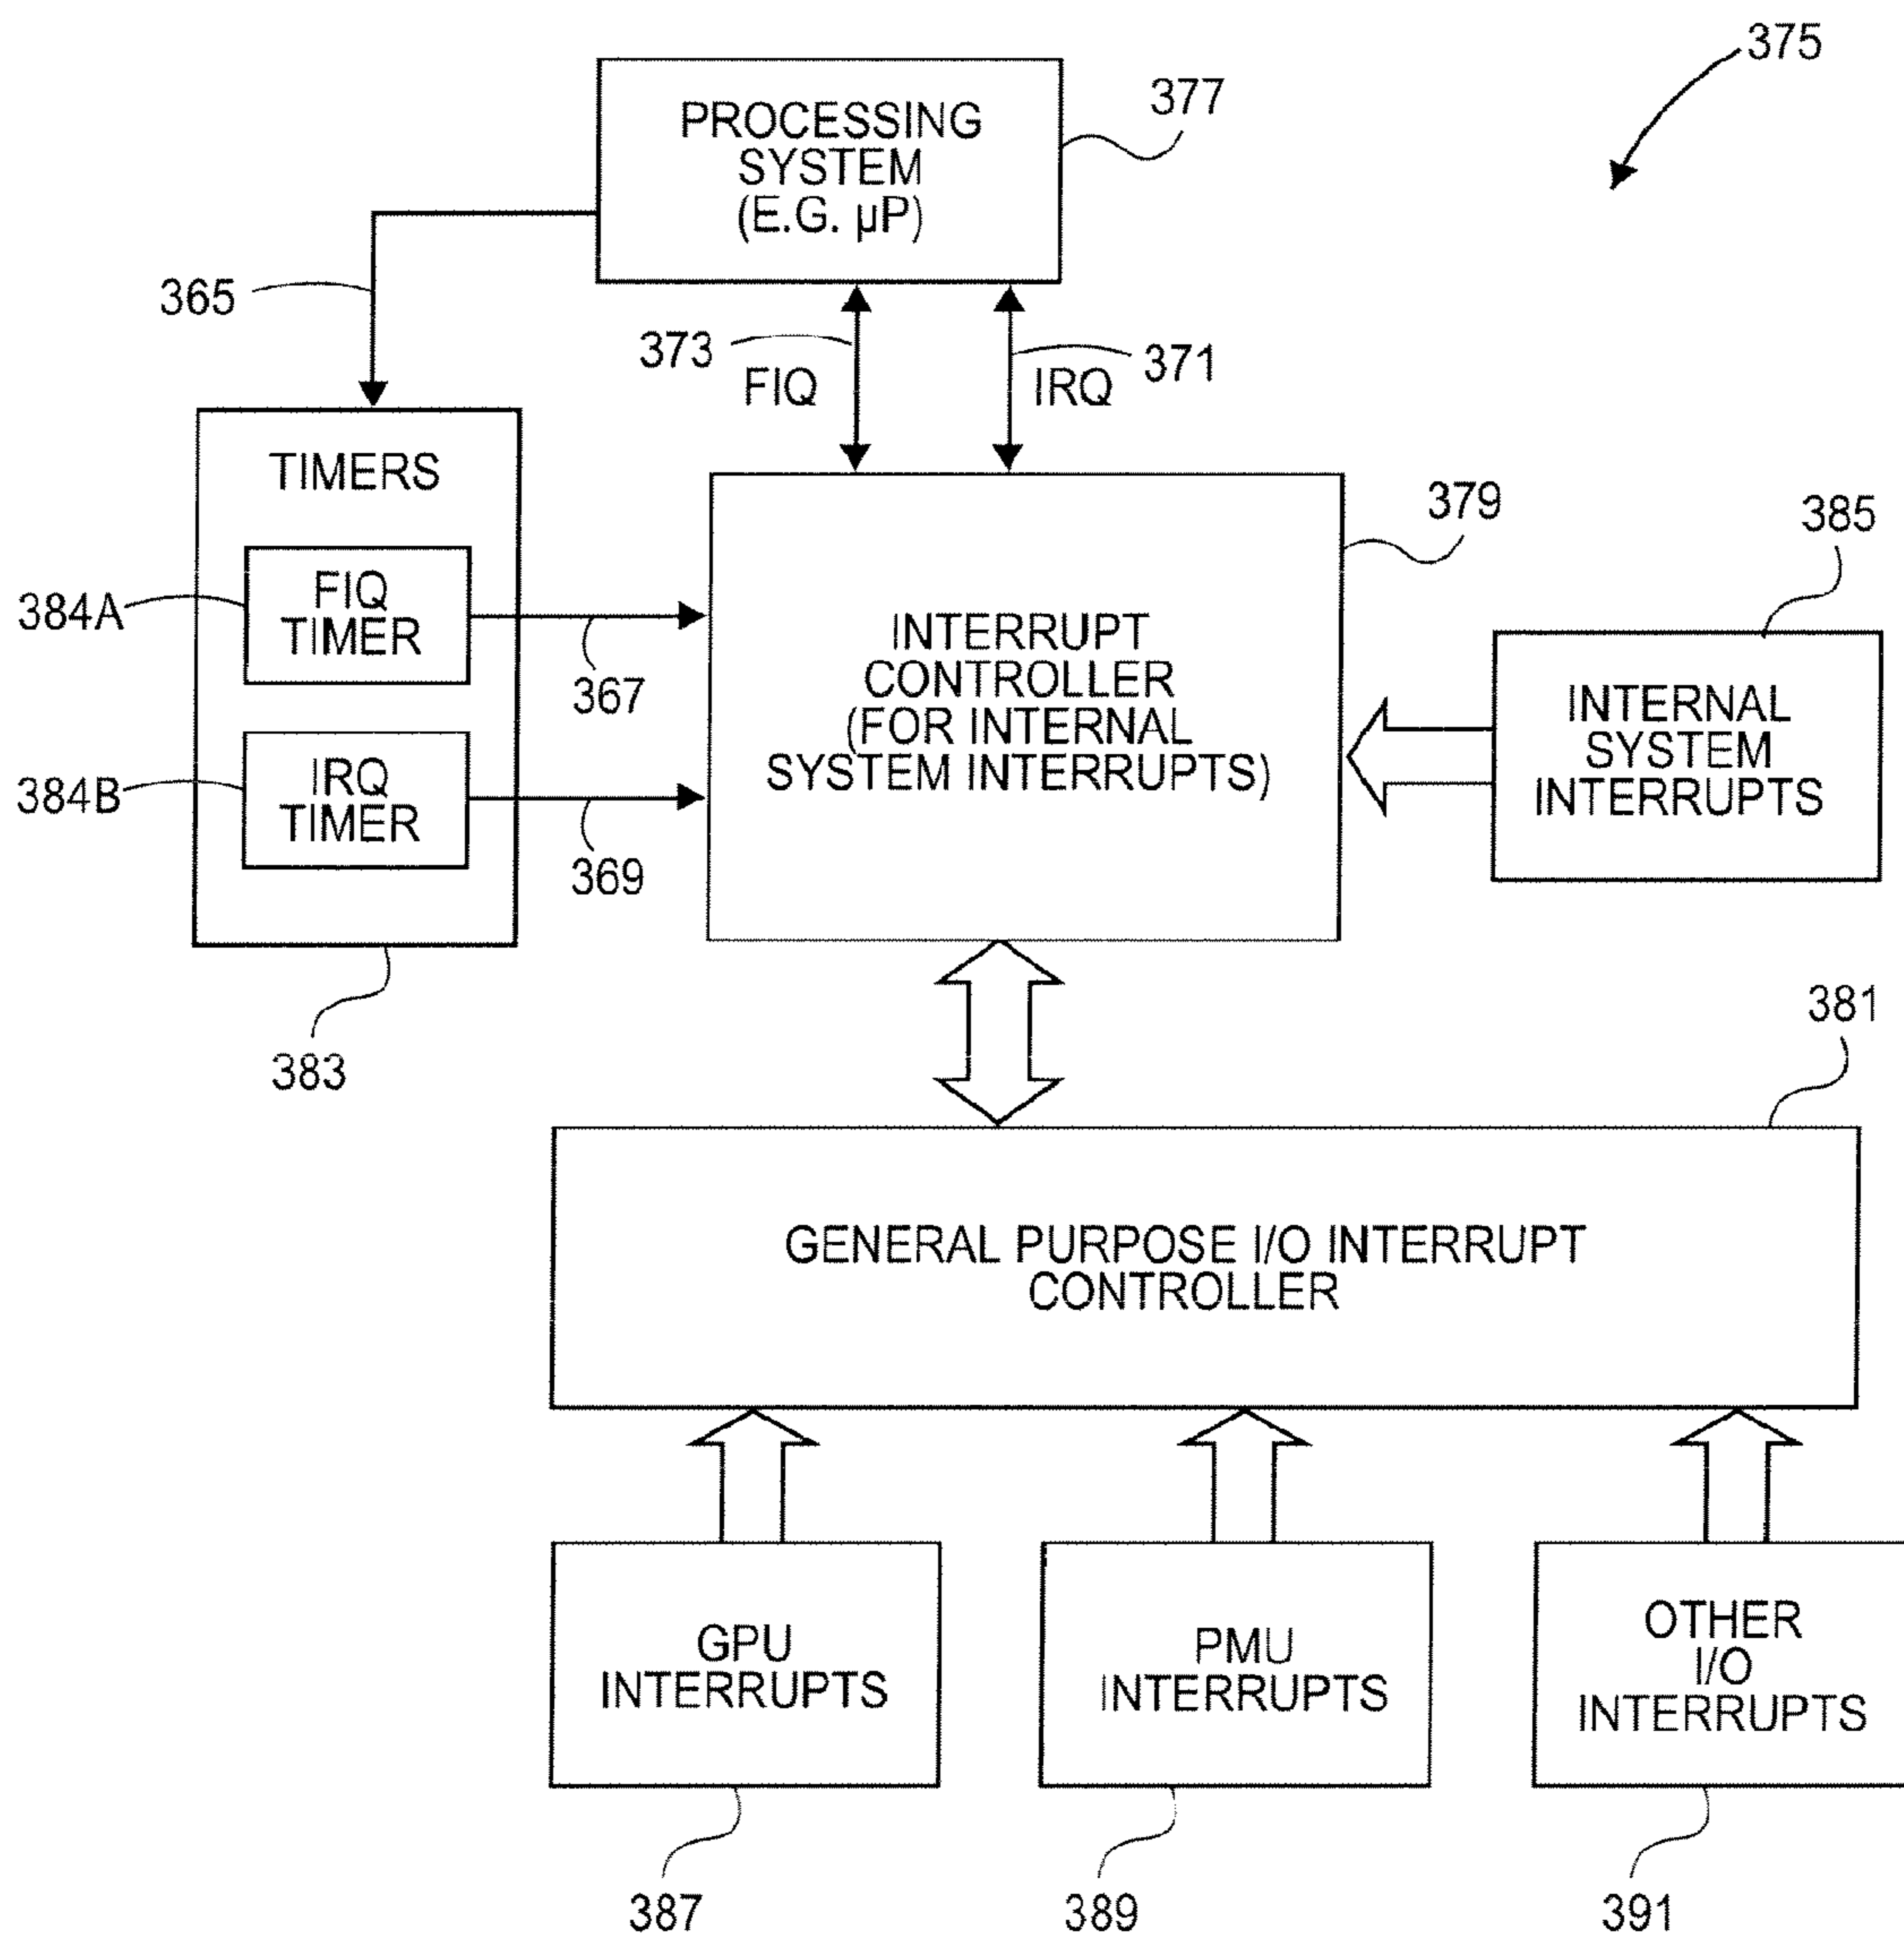 375
PROCESSING
SYSTEM
(E.G. µP)
377
365
373
FIQ
371
IRQ
TIMERS
FIQ
TIMER
384A
367
IRQ
TIMER
384B
369
383
INTERRUPT
CONTROLLER
(FOR INTERNAL
SYSTEM INTERRUPTS)
379
385
INTERNAL
SYSTEM
INTERRUPTS
381
GENERAL PURPOSE I/O INTERRUPT
CONTROLLER
GPU
INTERRUPTS
387
PMU
INTERRUPTS
389
OTHER
I/O
INTERRUPTS
391